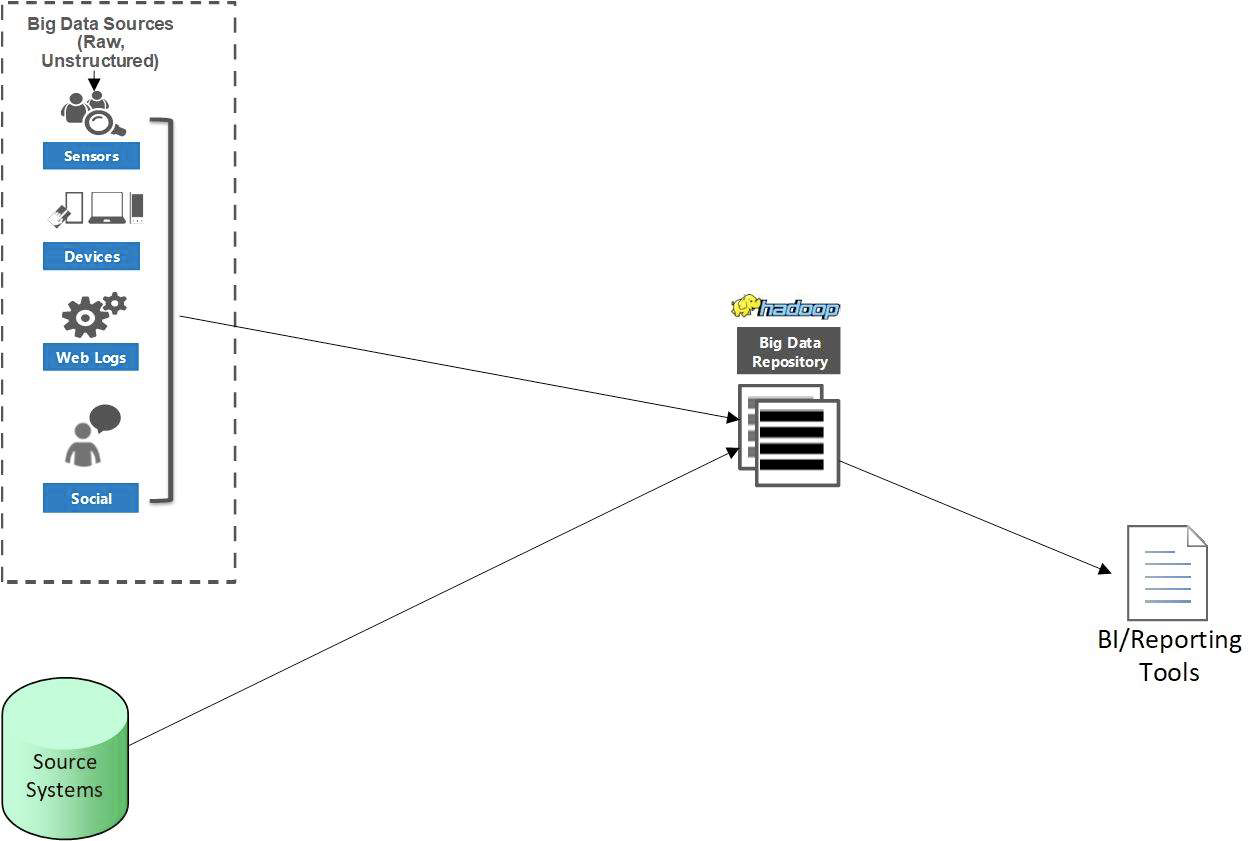 Big Data Sources
(Raw,
Unstructured)
Sensors
Devices
Web Logs
Social
hadoop
Big Data
Repository
BI/Reporting
Tools
Source
Systems